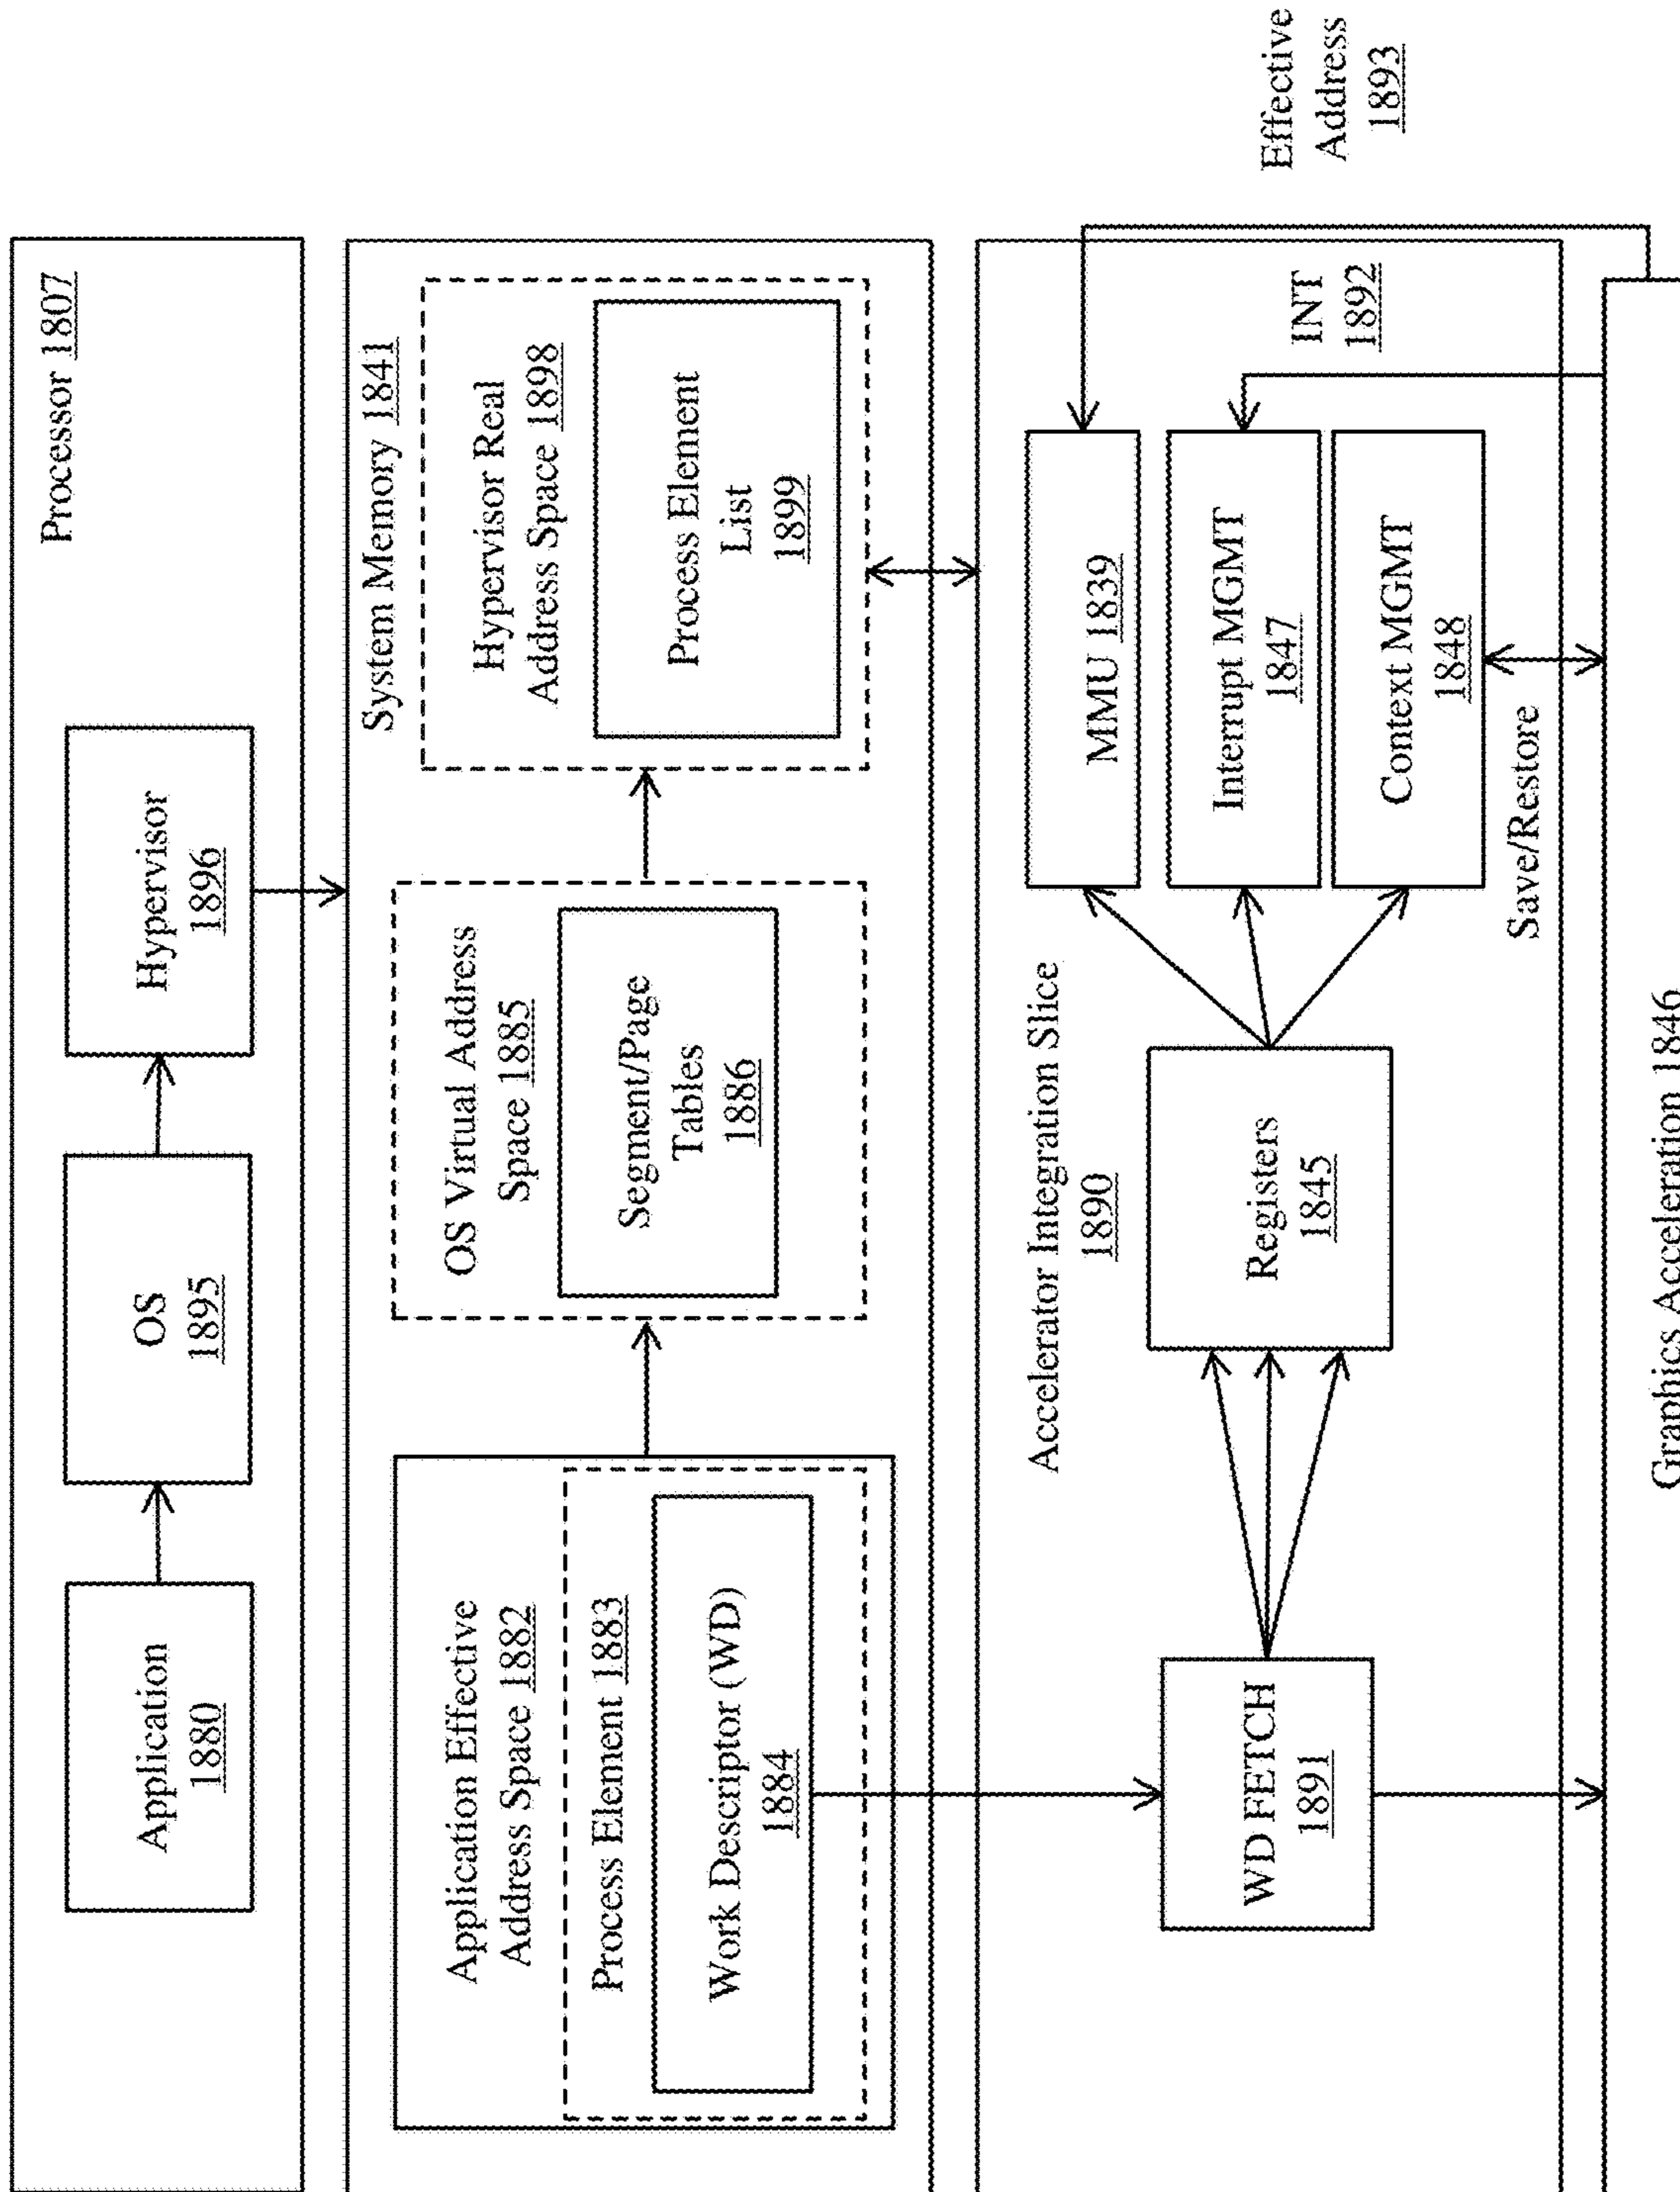 Processor 1807
Application
1880
OS
1895
Hypervisor
1896
System Memory 1841
Application Effective
Address Space 1882
Process Element 1883
Work Descriptor (WD)
1884
OS Virtual Address
Space 1885
Segment/Page
Tables
1886
Hypervisor Real
Address Space 1898
Process Element
List
1899
Accelerator Integration Slice
1890
WD FETCH
1891
Registers
1845
MMU 1839
Interrupt MGMT
1847
Context MGMT
1848
INT
1892
Effective
Address
1893
Save/Restore
Graphics Acceleration 1846